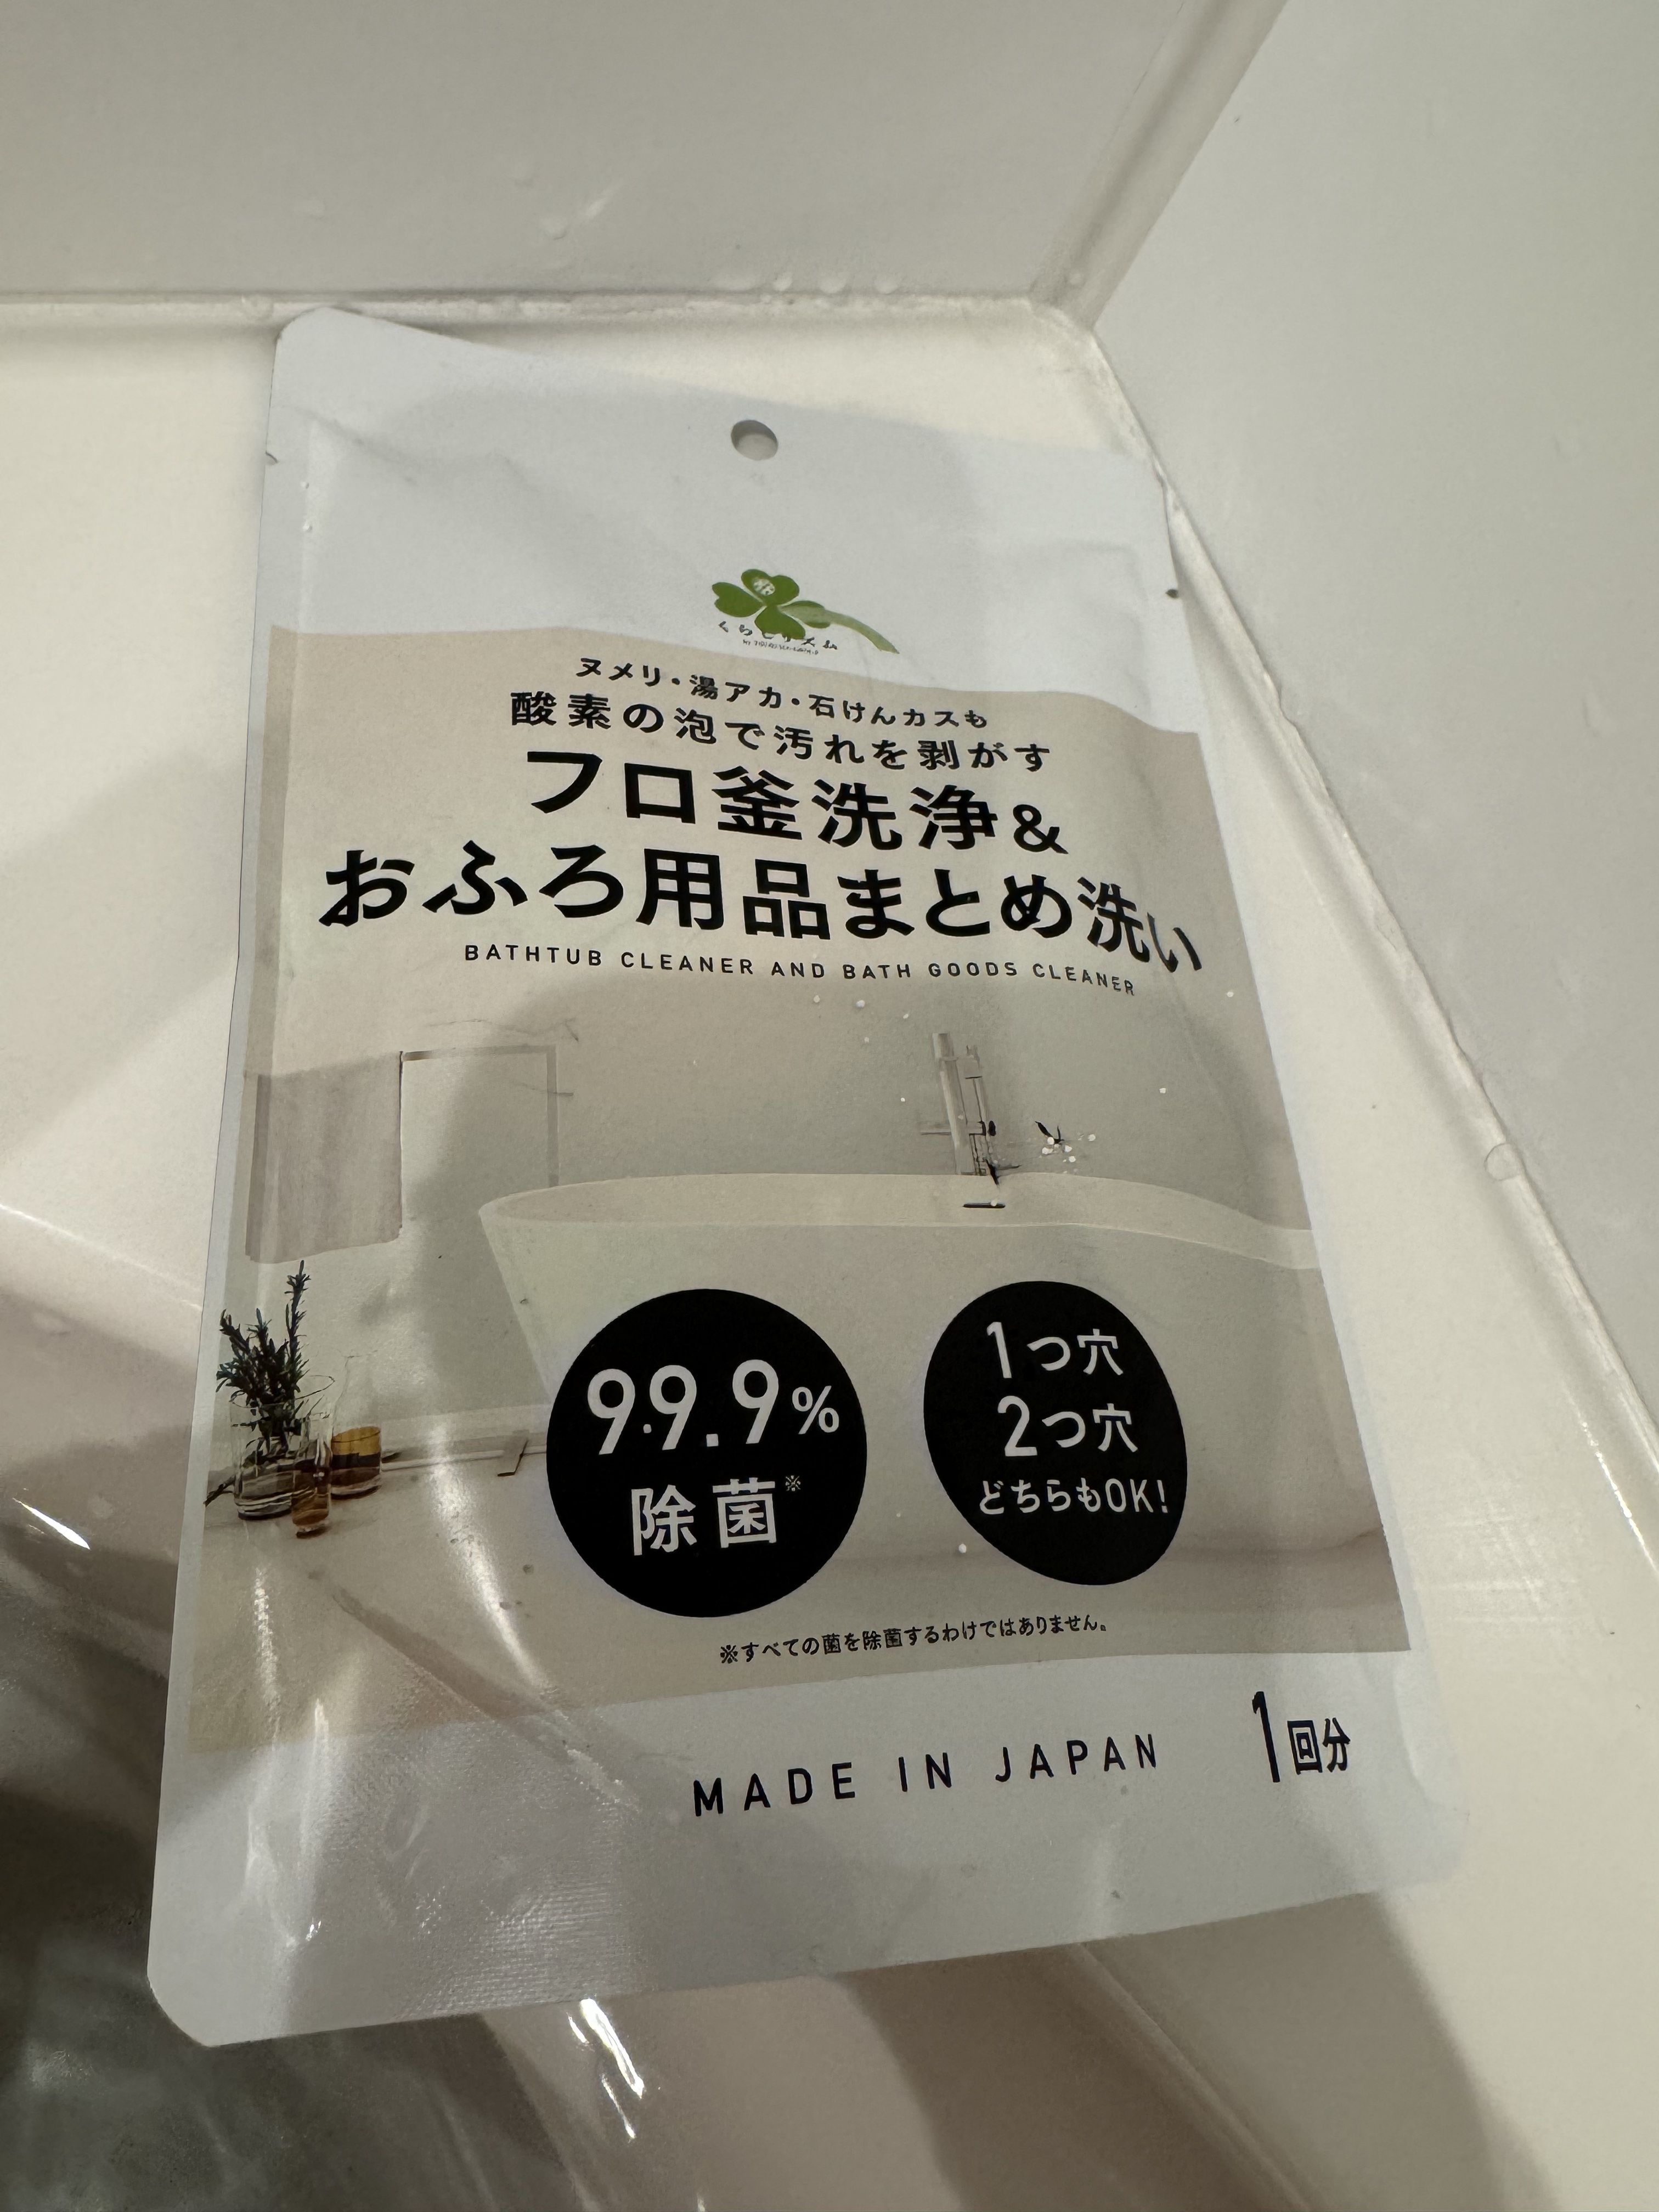 くらしリズム
ヌメリ・湯アカ・石けんカスも
酸素の泡で汚れを剥がす
フロ釜洗浄&
おふろ用品まとめ洗い
BATHTUB CLEANER AND BATH GOODS CLEANER
99.9%
除菌※
1つ穴
2つ穴
どちらもOK!
※すべての菌を除菌するわけではありません。
MADE IN JAPAN
1回分